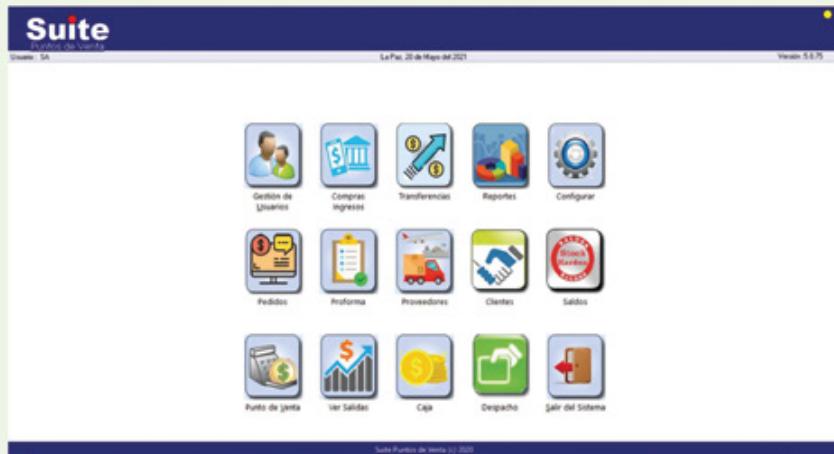 Suite
Puntos de Venta
Usuario : SA
La Paz, 20 de Mayo del 2021
Versión: 5.0.75
Gestión de
Usuarios
Compras
Ingresos
Transferencias
Reportes
Configurar
Pedidos
Proforma
Proveedores
Clientes
Stock
Kardex
Saldos
Punto de Venta
Ver Salidas
Caja
Despacho
Salir del Sistema
Suite Puntos de Venta (c) 2020